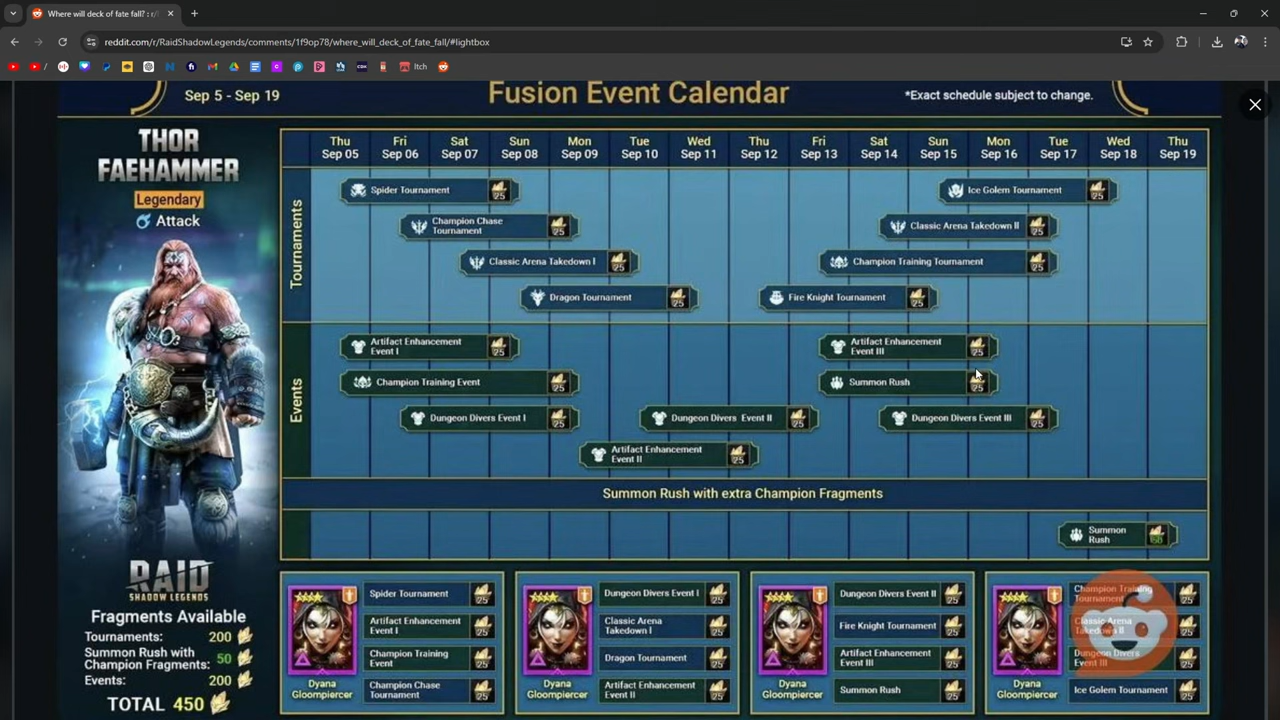 Where will deck of fate fall? : r/
reddit.com/r/RaidShadowLegends/comments/1f9op78/where_will_deck_of_fate_fall/#lightbox
Itch
Sep 5 - Sep 19
Fusion Event Calendar
*Exact schedule subject to change.
THOR
FAEHAMMER
Legendary
Attack
Thu Fri Sat Sun Mon Tue Wed Thu Fri Sat Sun Mon Tue Wed Thu
Sep 05 Sep 06 Sep 07 Sep 08 Sep 09 Sep 10 Sep 11 Sep 12 Sep 13 Sep 14 Sep 15 Sep 16 Sep 17 Sep 18 Sep 19
Tournaments
Spider Tournament 25
Ice Golem Tournament 25
Champion Chase
Tournament 25
Classic Arena Takedown II 25
Classic Arena Takedown I 25
Champion Training Tournament 25
Dragon Tournament 25
Fire Knight Tournament 25
Events
Artifact Enhancement
Event I 25
Artifact Enhancement
Event III 25
Champion Training Event 25
Summon Rush 25
Dungeon Divers Event I 25
Dungeon Divers Event II 25
Dungeon Divers Event III 25
Artifact Enhancement
Event II 25
Summon Rush with extra Champion Fragments
Summon
Rush 50
RAID
SHADOW LEGENDS
Fragments Available
Tournaments: 200
Summon Rush with
Champion Fragments: 50
Events: 200
TOTAL 450
Dyana
Gloompiercer
Spider Tournament 25
Artifact Enhancement
Event I 25
Champion Training
Event 25
Champion Chase
Tournament 25
Dyana
Gloompiercer
Dungeon Divers Event I 25
Classic Arena
Takedown I 25
Dragon Tournament 25
Artifact Enhancement
Event II 25
Dyana
Gloompiercer
Dungeon Divers Event II 25
Fire Knight Tournament 25
Artifact Enhancement
Event III 25
Summon Rush 25
Dyana
Gloompiercer
Champion Training
Tournament 25
Classic Arena
Takedown II 25
Dungeon Divers
Event III 25
Ice Golem Tournament 25